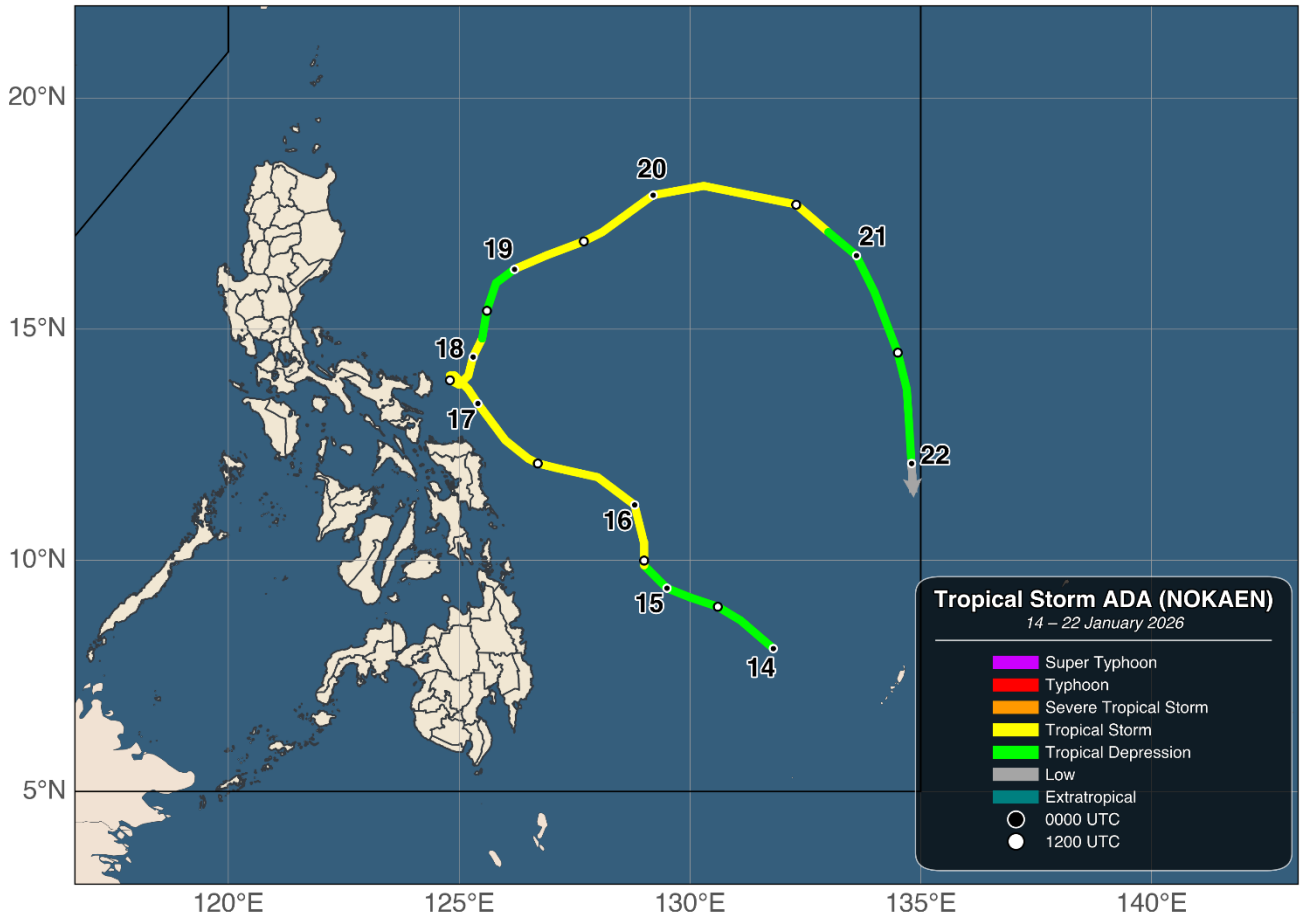 20°N
15°N
10°N
5°N
120°E
125°E
130°E
135°E
140°E
14
15
16
17
18
19
20
21
22
Tropical Storm ADA (NOKAEN)
14 – 22 January 2026
Super Typhoon
Typhoon
Severe Tropical Storm
Tropical Storm
Tropical Depression
Low
Extratropical
0000 UTC
1200 UTC